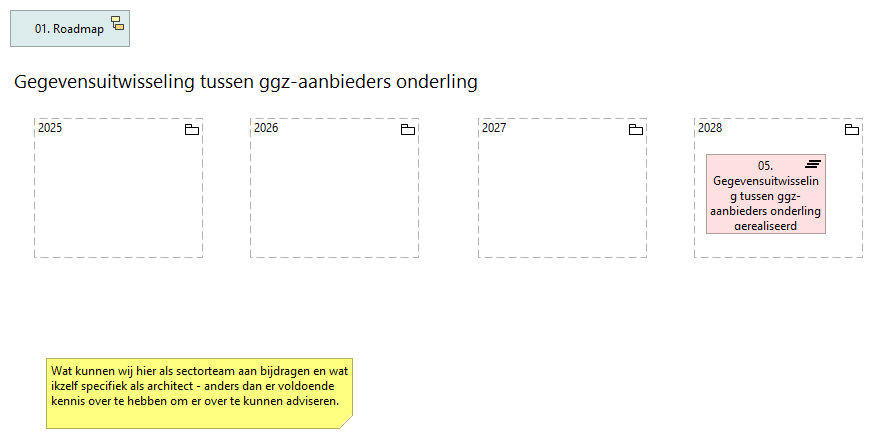 01. Roadmap
Gegevensuitwisseling tussen ggz-aanbieders onderling
2025
2026
2027
2028
05.
Gegevensuitwisselin
g tussen ggz-
aanbieders onderling
gerealiseerd
Wat kunnen wij hier als sectorteam aan bijdragen en wat
ikzelf specifiek als architect - anders dan er voldoende
kennis over te hebben om er over te kunnen adviseren.